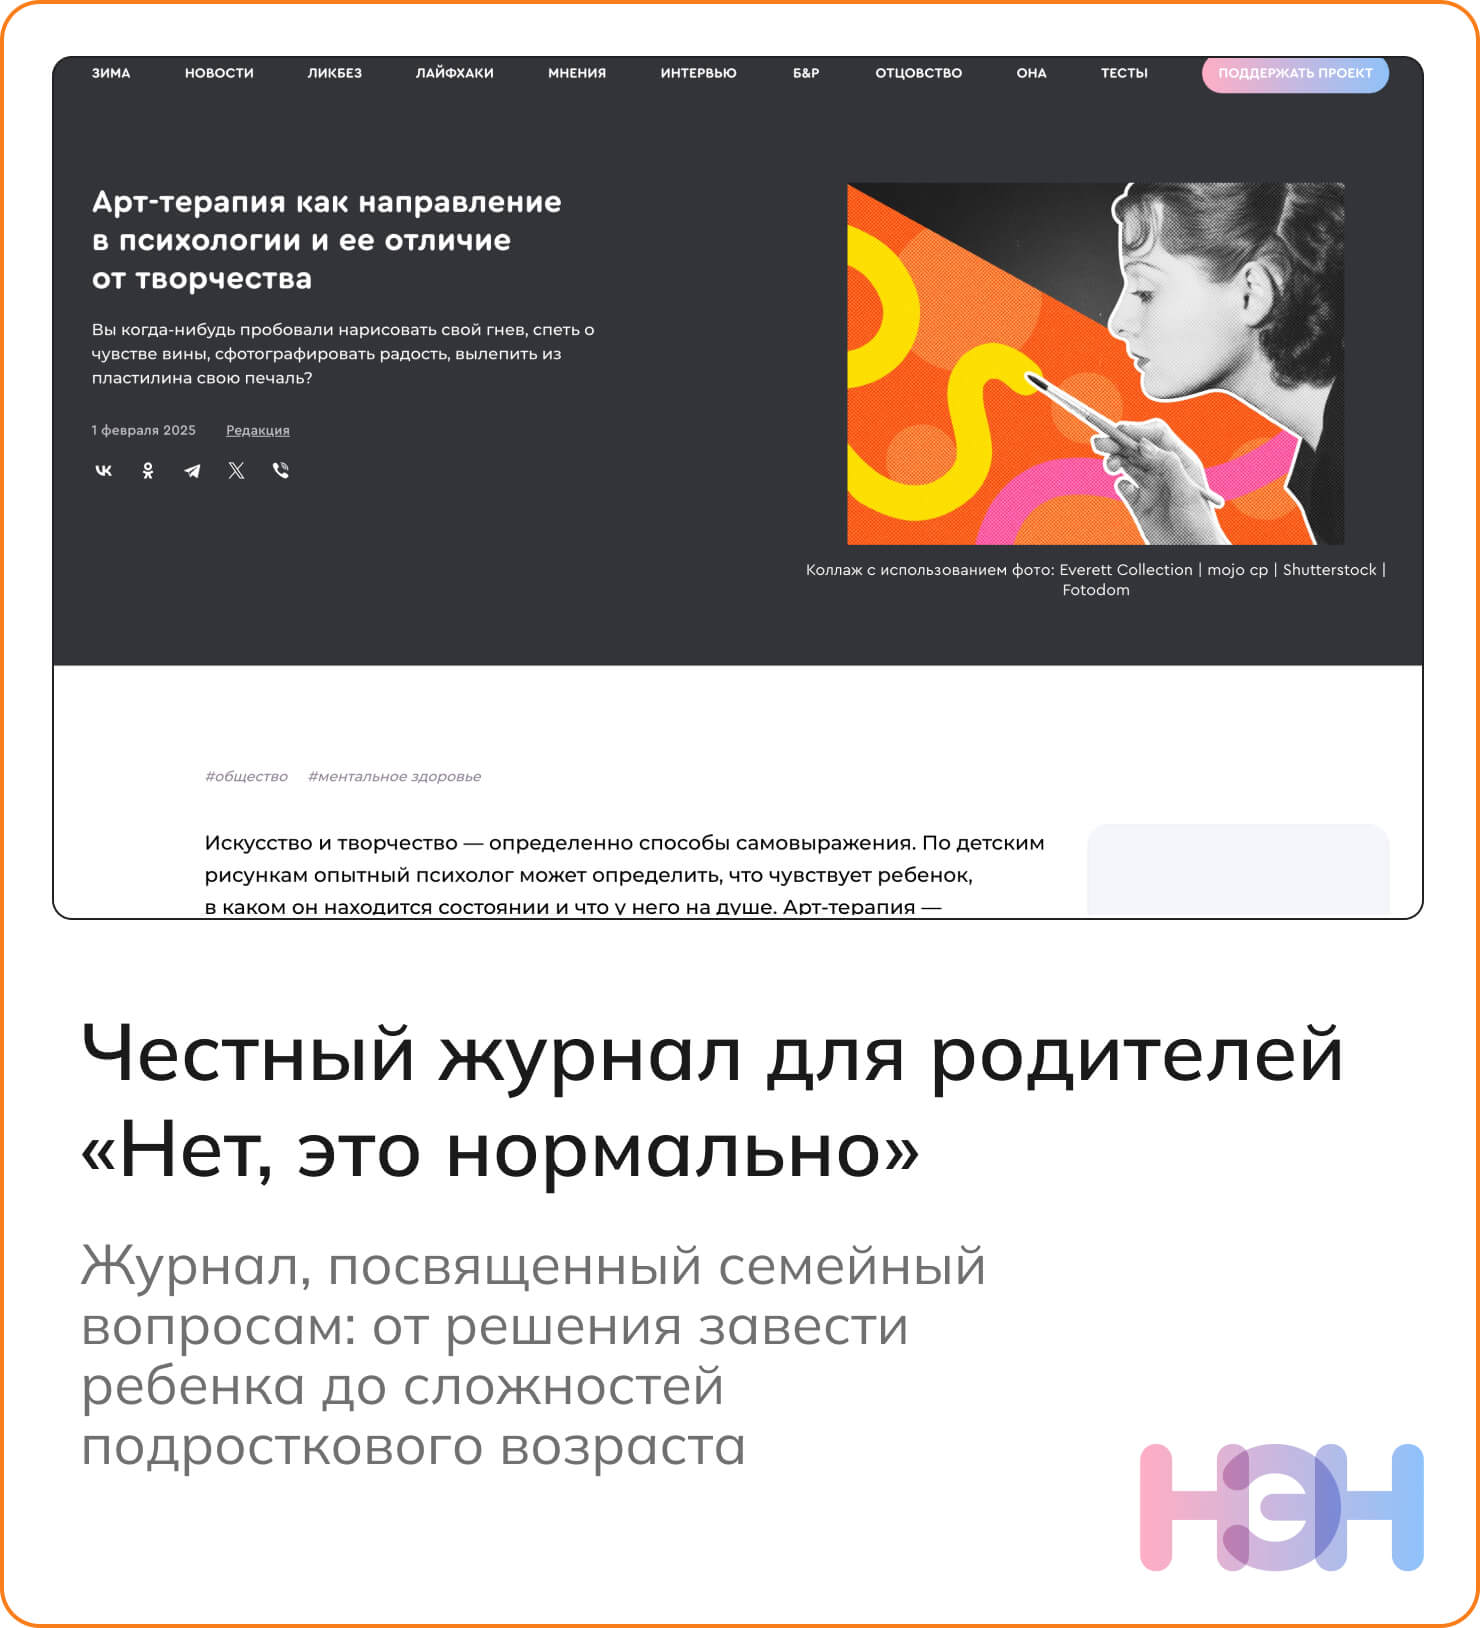 ЗИМА НОВОСТИ ЛИКБЕЗ ЛАЙФХАКИ МНЕНИЯ ИНТЕРВЬЮ Б&Р ОТЦОВСТВО ОНА ТЕСТЫ ПОДДЕРЖАТЬ ПРОЕКТ
Арт-терапия как направление
в психологии и ее отличие
от творчества
Вы когда-нибудь пробовали нарисовать свой гнев, спеть о
чувстве вины, сфотографировать радость, вылепить из
пластилина свою печаль?
1 февраля 2025 Редакция
Коллаж с использованием фото: Everett Collection | mojo cp | Shutterstock |
Fotodom
#общество #ментальное здоровье
Искусство и творчество — определенно способы самовыражения. По детским
рисункам опытный психолог может определить, что чувствует ребенок,
в каком он находится состоянии и что у него на душе. Арт-терапия —
Честный журнал для родителей
«Нет, это нормально»
Журнал, посвященный семейный
вопросам: от решения завести
ребенка до сложностей
подросткового возраста
НЭН